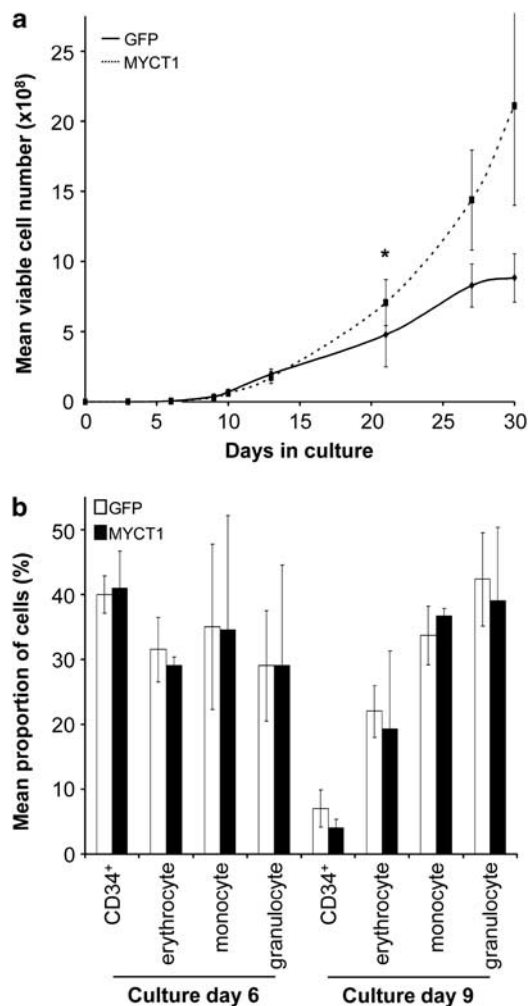 a
GFP
MYCT1
Mean viable cell number (x10⁸)
25
20
15
10
5
0
*
0 5 10 15 20 25 30
Days in culture
b
GFP
MYCT1
Mean proportion of cells (%)
50
40
30
20
10
0
CD34⁺
erythrocyte
monocyte
granulocyte
CD34⁺
erythrocyte
monocyte
granulocyte
Culture day 6
Culture day 9